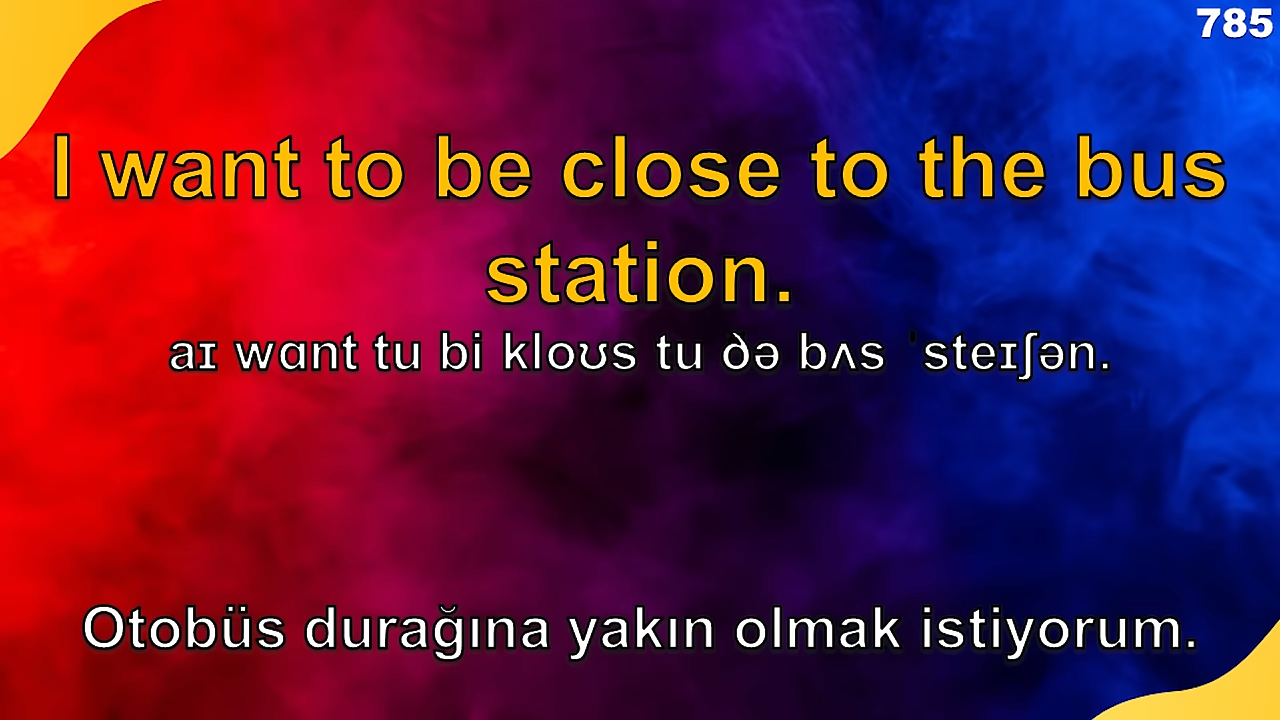 785
I want to be close to the bus
station.
aɪ wɑnt tu bi kloʊs tu ðə bʌs ˈsteɪʃən.
Otobüs durağına yakın olmak istiyorum.